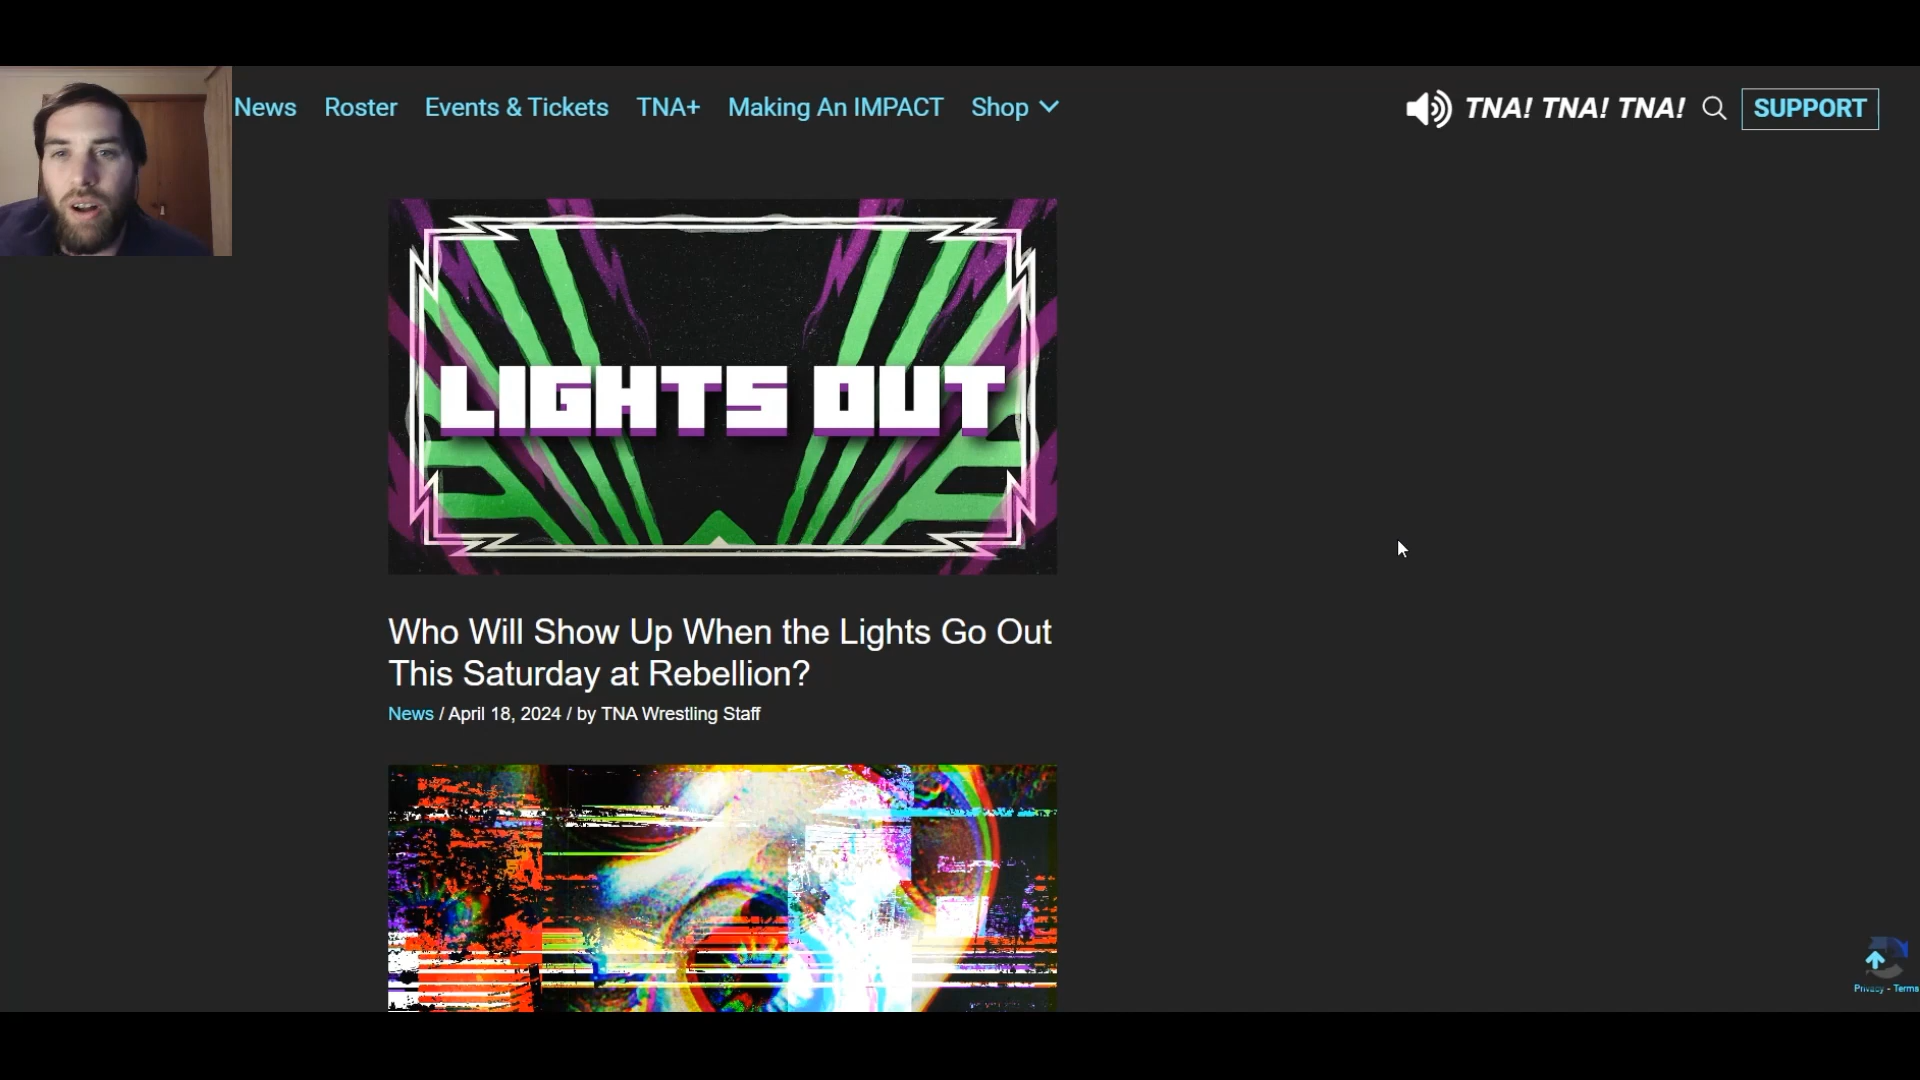 News Roster Events & Tickets TNA+ Making An IMPACT Shop TNA! TNA! TNA! SUPPORT
LIGHTS OUT
Who Will Show Up When the Lights Go Out
This Saturday at Rebellion?
News / April 18, 2024 / by TNA Wrestling Staff
Privacy - Terms